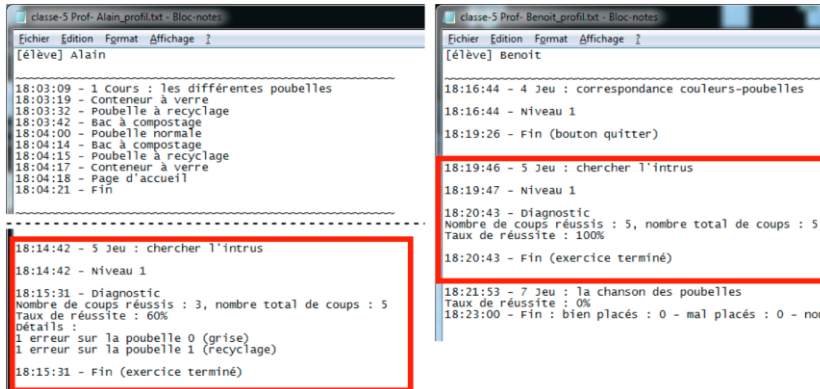 classe-5 Prof- Alain_profil.txt - Bloc-notes
Fichier Edition Format Affichage ?
[élève] Alain
~~~~~~~~~~~~~~~~~~~~~~~~~~~~~~~~~~~~~~~~~~~~~~~~~~~~~~
18:03:09 - 1 Cours : les différentes poubelles
18:03:19 - Conteneur à verre
18:03:32 - Poubelle à recyclage
18:03:42 - Bac à compostage
18:04:00 - Poubelle normale
18:04:14 - Bac à compostage
18:04:15 - Poubelle à recyclage
18:04:17 - Conteneur à verre
18:04:18 - Page d'accueil
18:04:21 - Fin
~~~~~~~~~~~~~~~~~~~~~~~~~~~~~~~~~~~~~~~~~~~~~~~~~~~~~~
18:14:42 - 5 Jeu : chercher l'intrus
18:14:42 - Niveau 1
18:15:31 - Diagnostic
Nombre de coups réussis : 3, nombre total de coups : 5
Taux de réussite : 60%
Détails :
1 erreur sur la poubelle 0 (grise)
1 erreur sur la poubelle 1 (recyclage)
18:15:31 - Fin (exercice terminé)
classe-5 Prof- Benoit_profil.txt - Bloc-notes
Fichier Edition Format Affichage ?
[élève] Benoit
~~~~~~~~~~~~~~~~~~~~~~~~~~~~~~~~~~~~~~~~~~~~~~~~~~~~~~
18:16:44 - 4 Jeu : correspondance couleurs-poubelles
18:16:44 - Niveau 1
18:19:26 - Fin (bouton quitter)
18:19:46 - 5 Jeu : chercher l'intrus
18:19:47 - Niveau 1
18:20:43 - Diagnostic
Nombre de coups réussis : 5, nombre total de coups : 5
Taux de réussite : 100%
18:20:43 - Fin (exercice terminé)
18:21:53 - 7 Jeu : la chanson des poubelles
Taux de réussite : 0%
18:23:00 - Fin : bien placés : 0 - mal placés : 0 -